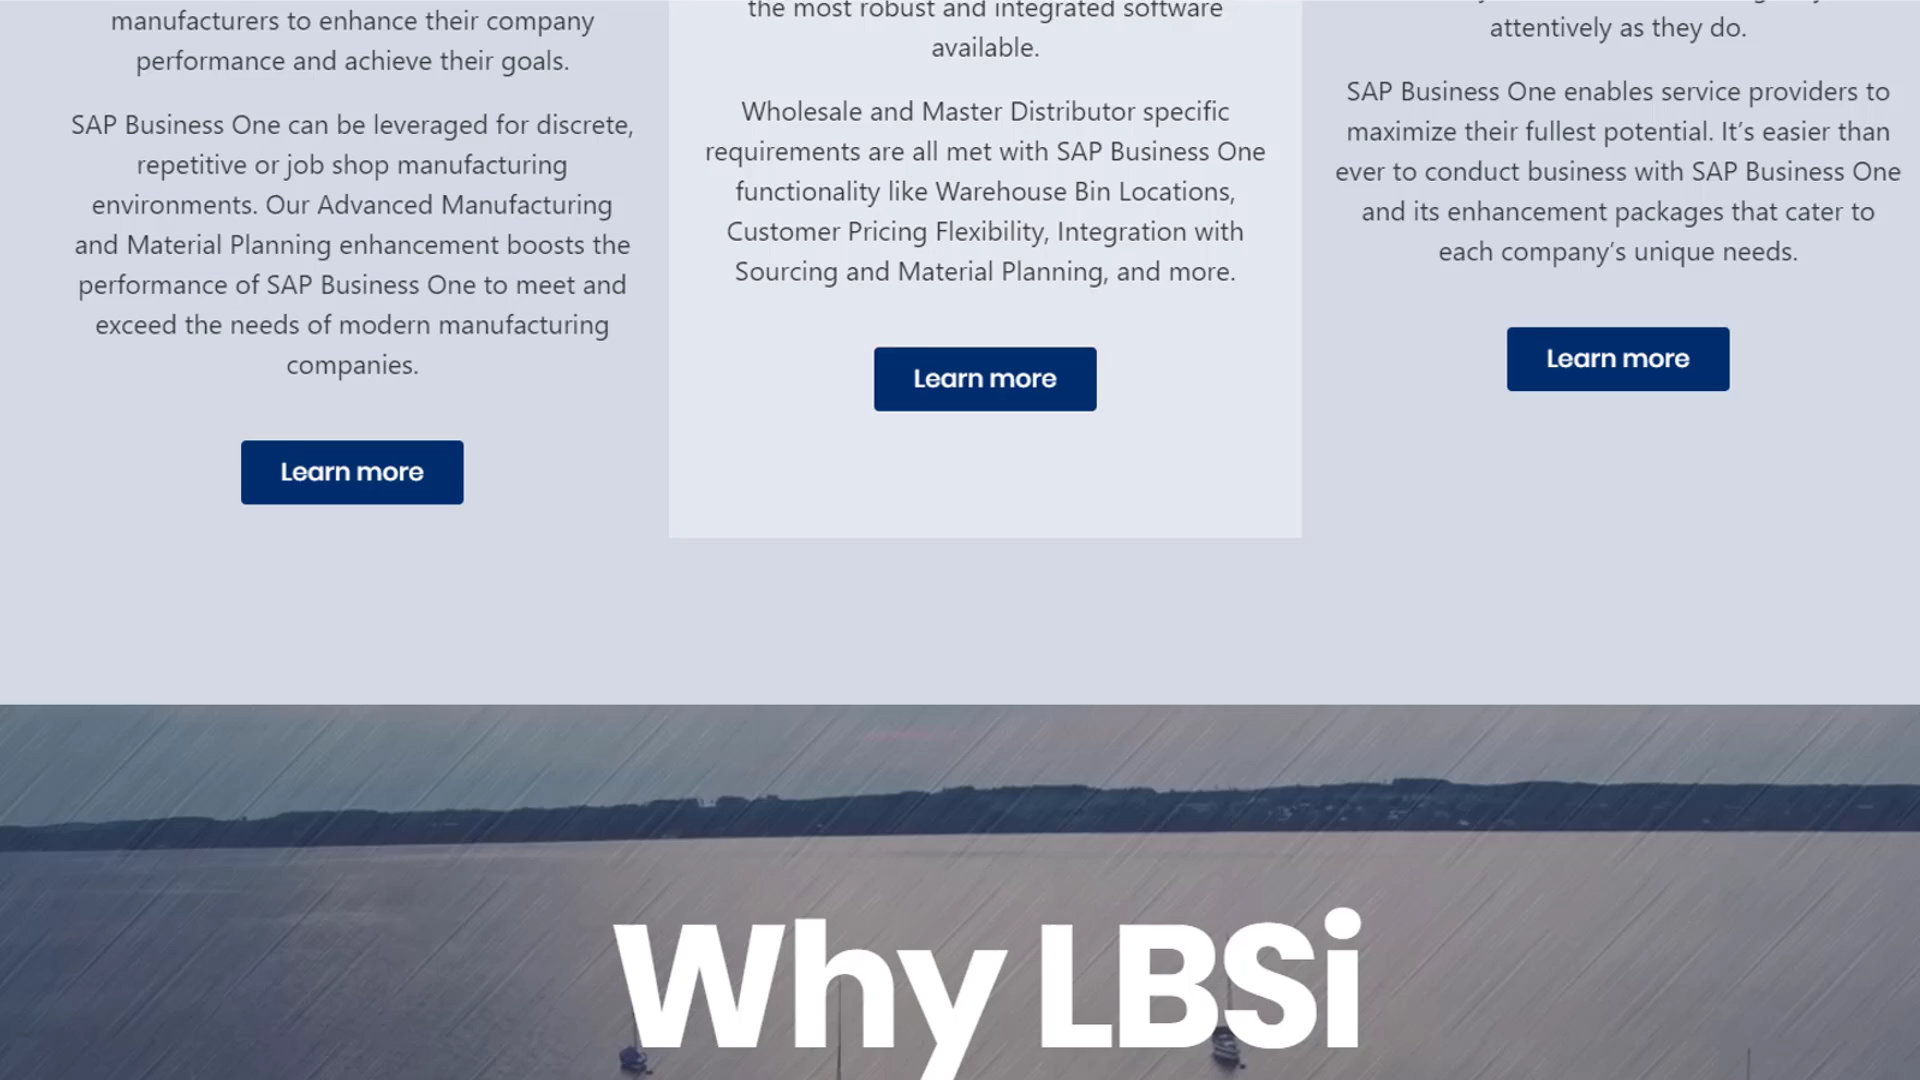 manufacturers to enhance their company
performance and achieve their goals.
SAP Business One can be leveraged for discrete,
repetitive or job shop manufacturing
environments. Our Advanced Manufacturing
and Material Planning enhancement boosts the
performance of SAP Business One to meet and
exceed the needs of modern manufacturing
companies.
Learn more
the most robust and integrated software
available.
Wholesale and Master Distributor specific
requirements are all met with SAP Business One
functionality like Warehouse Bin Locations,
Customer Pricing Flexibility, Integration with
Sourcing and Material Planning, and more.
Learn more
attentively as they do.
SAP Business One enables service providers to
maximize their fullest potential. It’s easier than
ever to conduct business with SAP Business One
and its enhancement packages that cater to
each company’s unique needs.
Learn more
Why LBSi